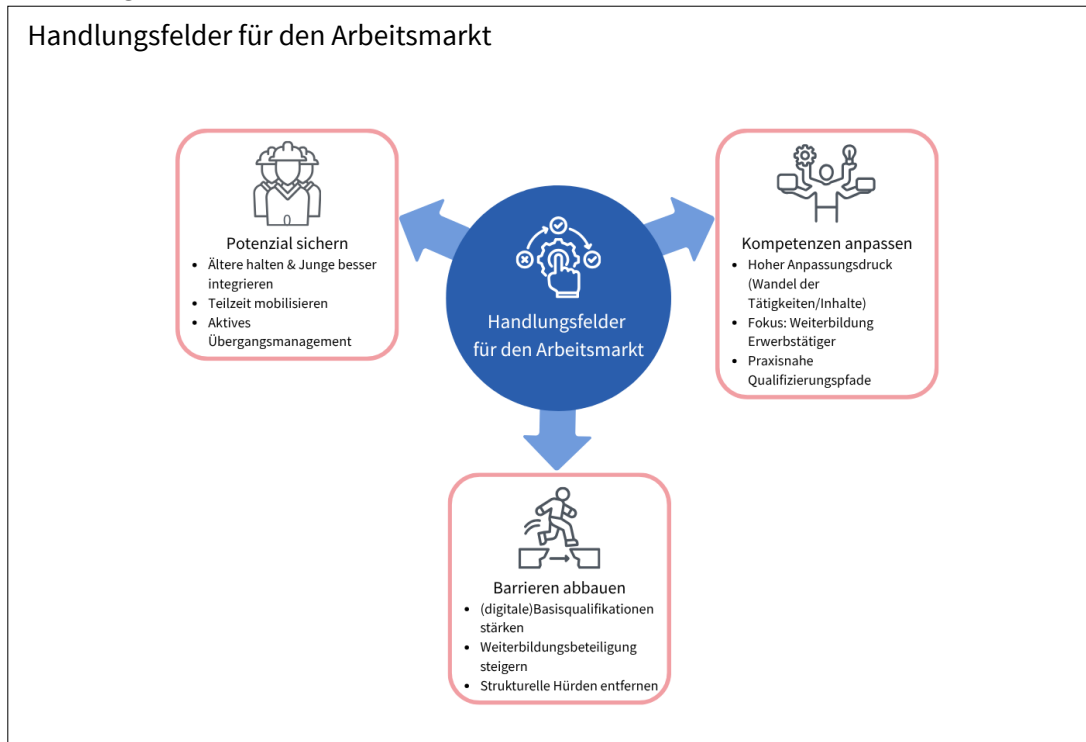 Handlungsfelder für den Arbeitsmarkt
Potenzial sichern
• Ältere halten & Junge besser
integrieren
• Teilzeit mobilisieren
• Aktives
Übergangsmanagement
Handlungsfelder
für den Arbeitsmarkt
Kompetenzen anpassen
• Hoher Anpassungsdruck
(Wandel der
Tätigkeiten/Inhalte)
• Fokus: Weiterbildung
Erwerbstätiger
• Praxisnahe
Qualifizierungspfade
Barrieren abbauen
• (digitale)Basisqualifikationen
stärken
• Weiterbildungsbeteiligung
steigern
• Strukturelle Hürden entfernen